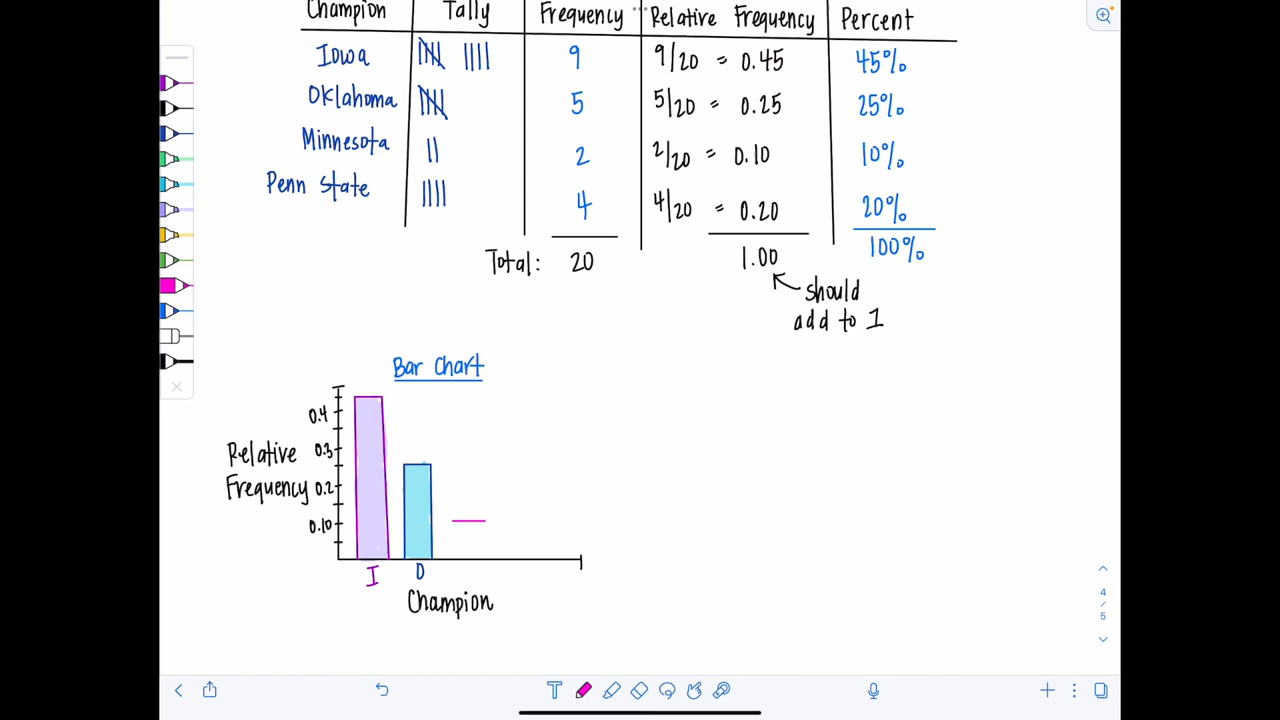 Champion Tally Frequency Relative Frequency Percent
Iowa 9 9/20 = 0.45 45%
Oklahoma 5 5/20 = 0.25 25%
Minnesota 2 2/20 = 0.10 10%
Penn State 4 4/20 = 0.20 20%
Total: 20 1.00 100%
should
add to 1
Bar Chart
0.4
Relative 0.3
Frequency 0.2
0.10
I O
Champion
4
/
5
T